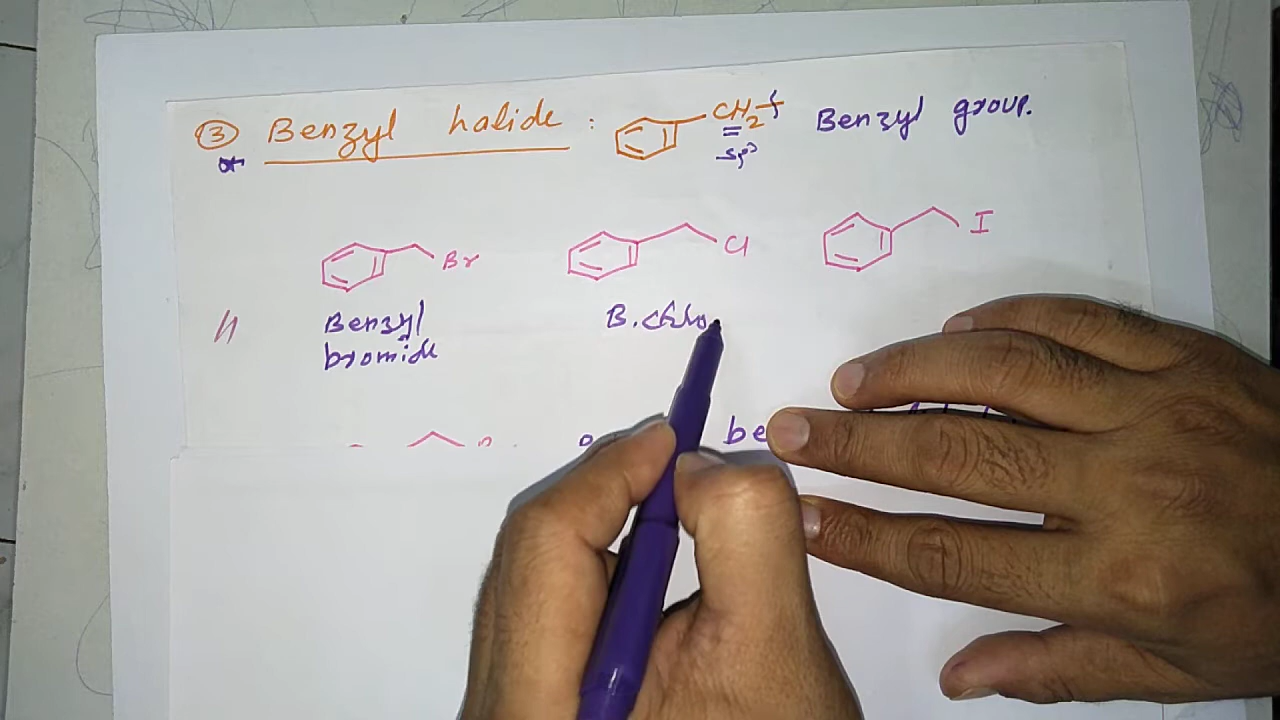 ③ Benzyl halide : CH₂ Benzyl group.
sp³
Br Cl I
Benzyl B. chlo
bromide
be